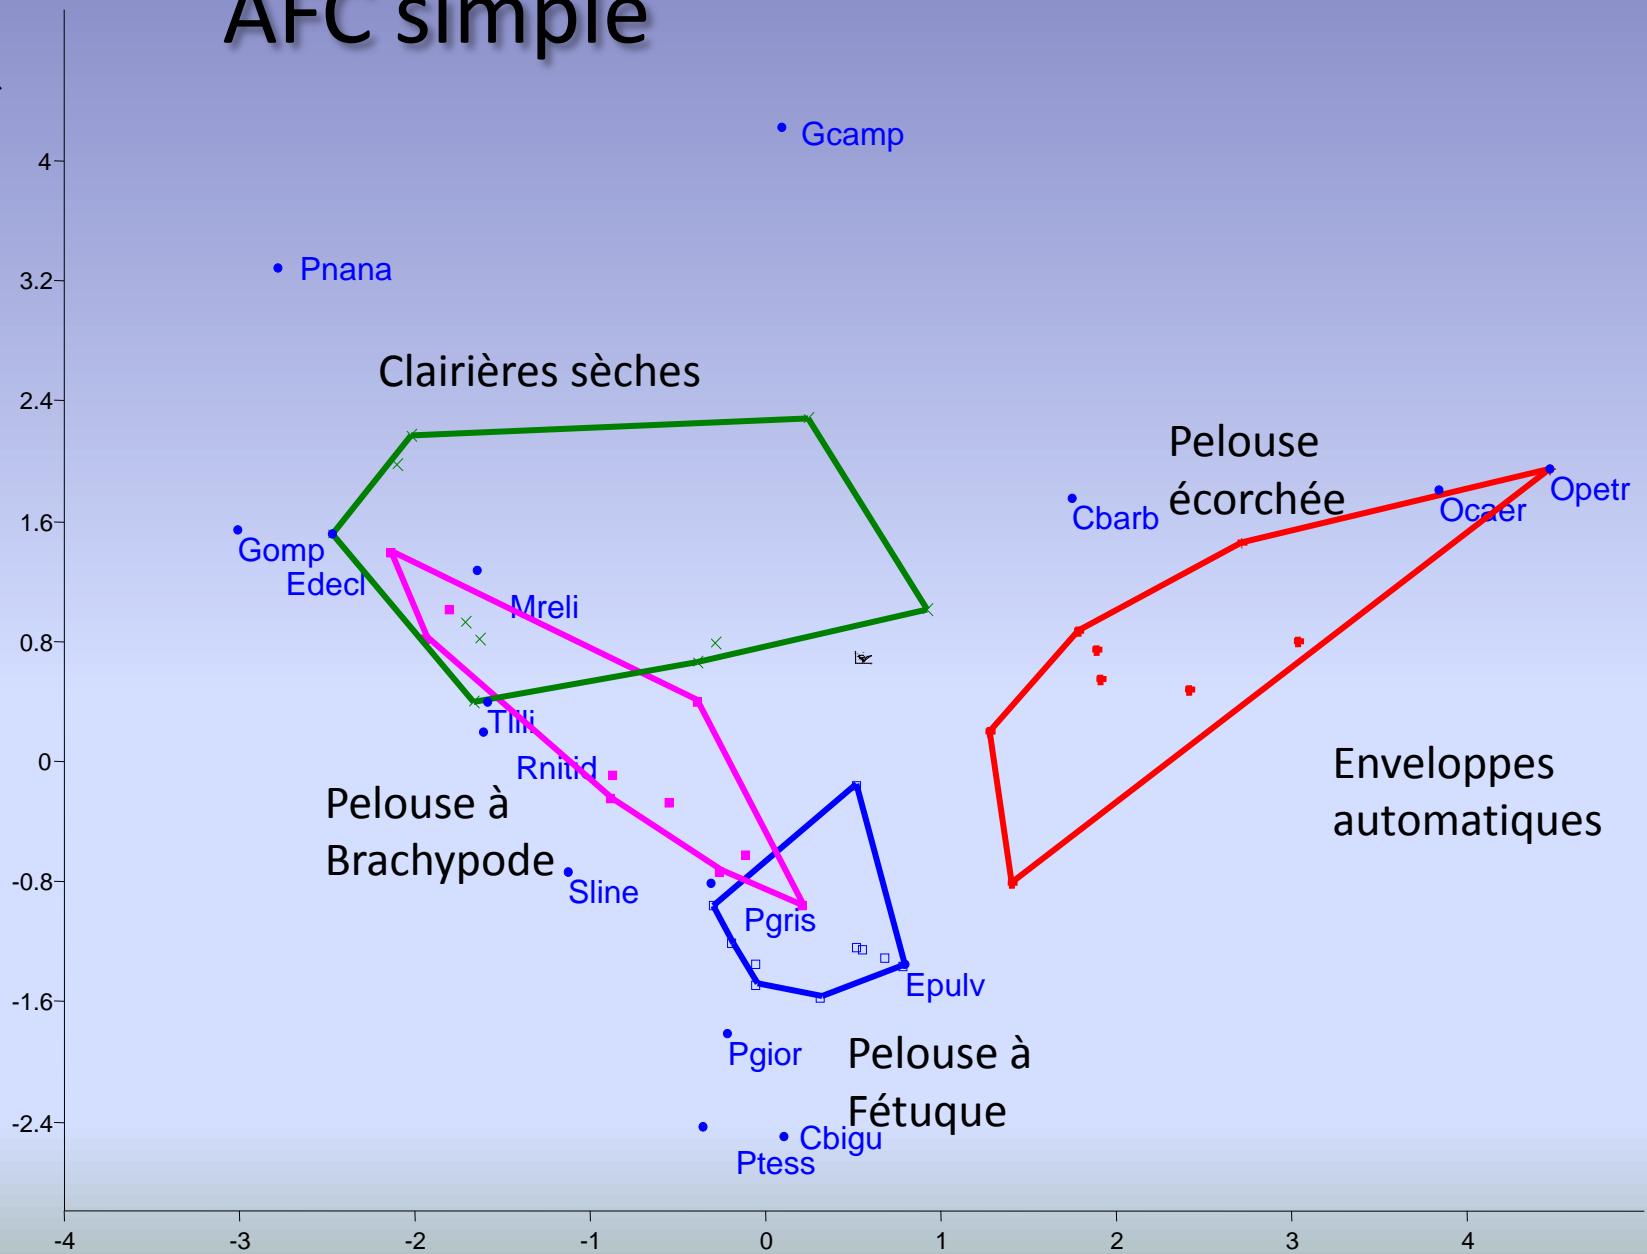 AFC simple
Gcamp
4
Pnana
3.2
Clairières sèches
2.4
Pelouse
écorchée
Opetr
Ocaer
Cbarb
1.6
Gomp
Edecl
Mreli
0.8
Tlili
Rnitid
0
Enveloppes
automatiques
Pelouse à
Brachypode
-0.8
Sline
Pgris
Epulv
-1.6
Pgior
Pelouse à
Fétuque
-2.4
Cbigu
Ptess
-4 -3 -2 -1 0 1 2 3 4